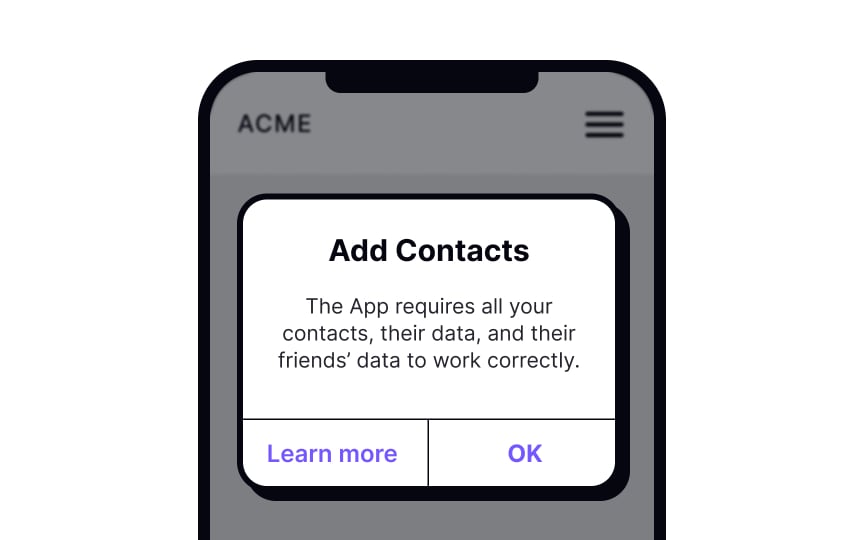 ACME
Add Contacts
The App requires all your
contacts, their data, and their
friends’ data to work correctly.
Learn more
OK